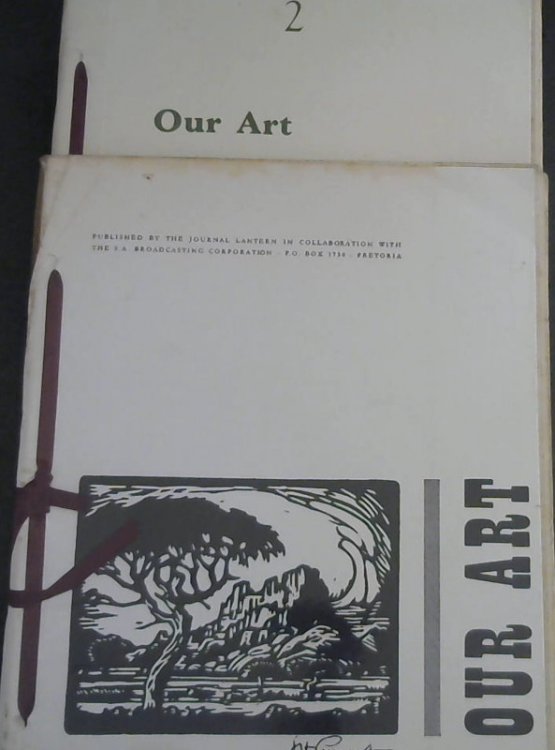 2
Our Art
PUBLISHED BY THE JOURNAL LANTERN IN COLLABORATION WITH
THE S.A. BROADCASTING CORPORATION · P.O. BOX 1758 · PRETORIA
OUR ART